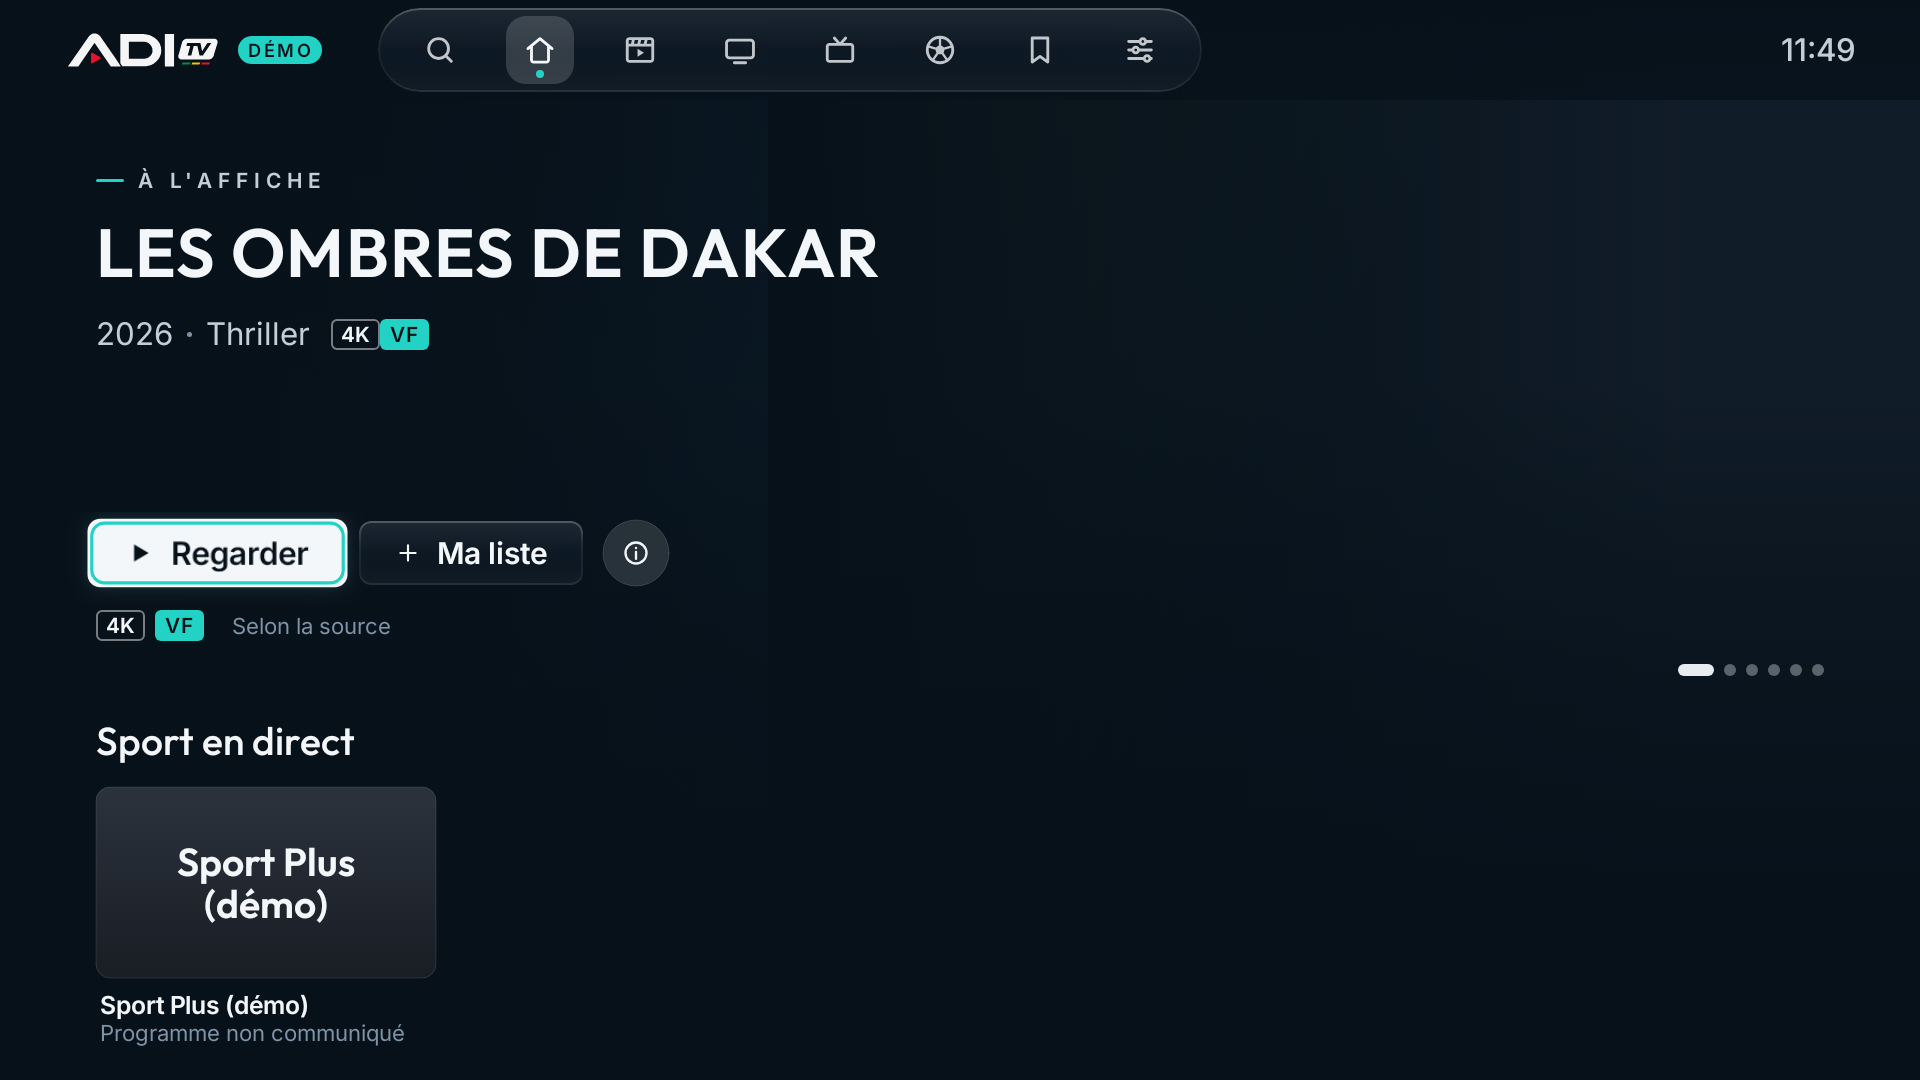 ADI TV DÉMO
11:49
À L'AFFICHE
LES OMBRES DE DAKAR
2026 · Thriller 4K VF
Regarder
Ma liste
4K VF Selon la source
Sport en direct
Sport Plus
(démo)
Sport Plus (démo)
Programme non communiqué